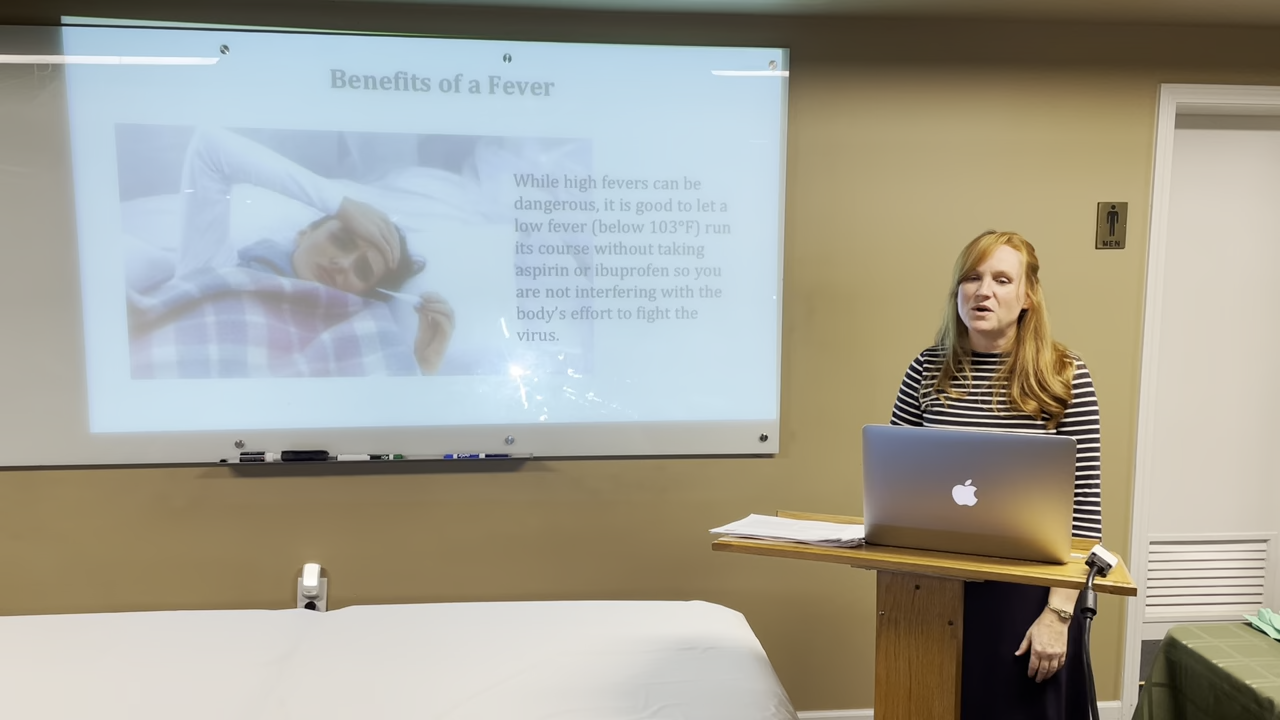 Benefits of a Fever
While high fevers can be
dangerous, it is good to let a
low fever (below 103°F) run
its course without taking
aspirin or ibuprofen so you
are not interfering with the
body's effort to fight the
virus.
MEN